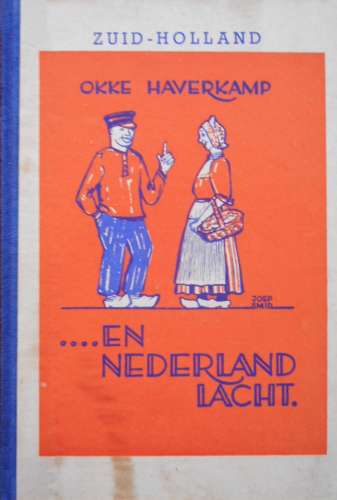 ZUID-HOLLAND
OKKE HAVERKAMP
JOEP
SMID
....EN
NEDERLAND
LACHT.